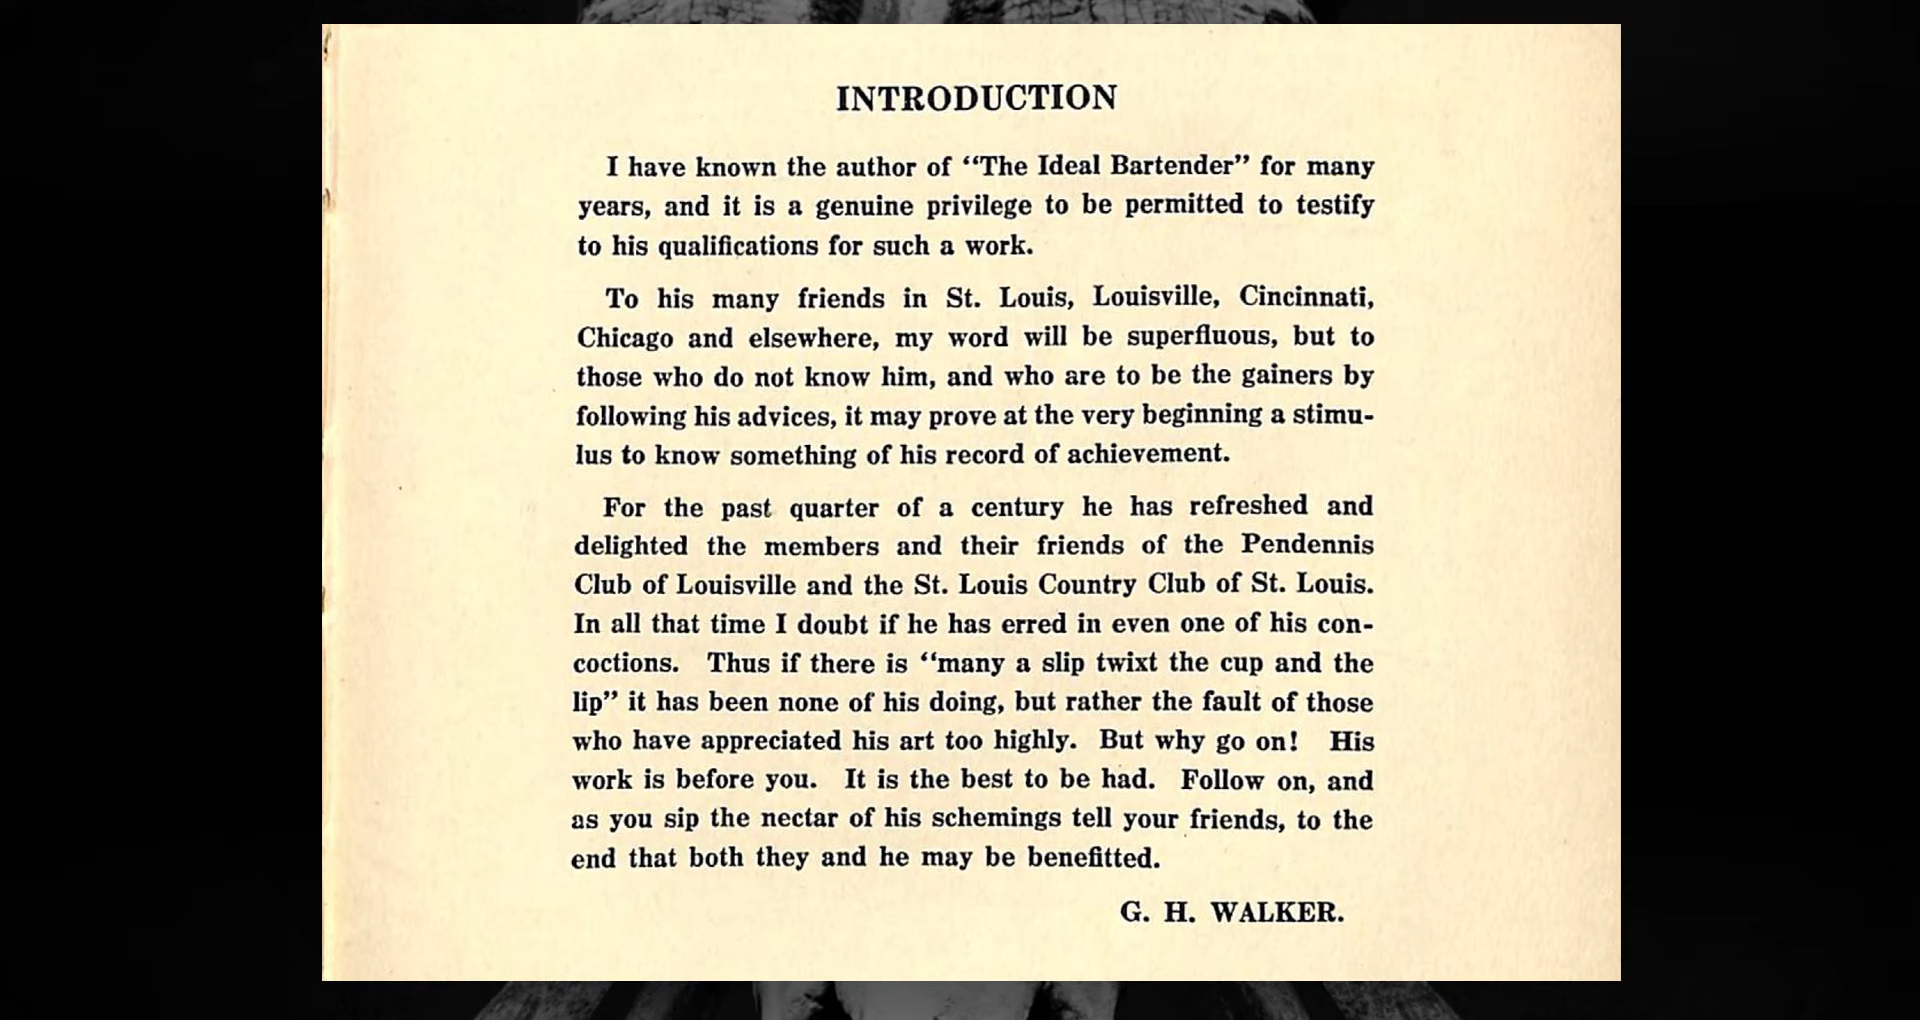 INTRODUCTION
I have known the author of “The Ideal Bartender” for many
years, and it is a genuine privilege to be permitted to testify
to his qualifications for such a work.
To his many friends in St. Louis, Louisville, Cincinnati,
Chicago and elsewhere, my word will be superfluous, but to
those who do not know him, and who are to be the gainers by
following his advices, it may prove at the very beginning a stimu-
lus to know something of his record of achievement.
For the past quarter of a century he has refreshed and
delighted the members and their friends of the Pendennis
Club of Louisville and the St. Louis Country Club of St. Louis.
In all that time I doubt if he has erred in even one of his con-
coctions. Thus if there is “many a slip twixt the cup and the
lip” it has been none of his doing, but rather the fault of those
who have appreciated his art too highly. But why go on! His
work is before you. It is the best to be had. Follow on, and
as you sip the nectar of his schemings tell your friends, to the
end that both they and he may be benefitted.
G. H. WALKER.